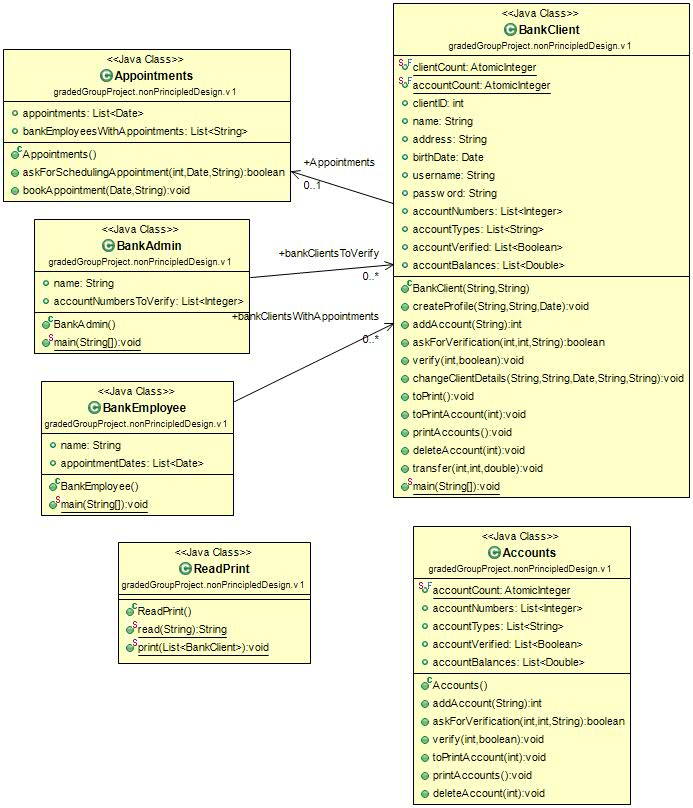 <<Java Class>>
BankClient
gradedGroupProject.nonPrincipledDesign.v1
clientCount: AtomicInteger
accountCount: AtomicInteger
clientID: int
name: String
address: String
birthDate: Date
username: String
password: String
accountNumbers: List<Integer>
accountTypes: List<String>
accountVerified: List<Boolean>
accountBalances: List<Double>
BankClient(String,String)
createProfile(String,String,Date):void
addAccount(String):int
askForVerification(int,int,String):boolean
verify(int,boolean):void
changeClientDetails(String,String,Date,String,String):void
toPrint():void
toPrintAccount(int):void
printAccounts():void
deleteAccount(int):void
transfer(int,int,double):void
main(String[]):void
<<Java Class>>
Appointments
gradedGroupProject.nonPrincipledDesign.v1
appointments: List<Date>
bankEmployeesWithAppointments: List<String>
Appointments()
askForSchedulingAppointment(int,Date,String):boolean
bookAppointment(Date,String):void
+Appointments
0..1
<<Java Class>>
BankAdmin
gradedGroupProject.nonPrincipledDesign.v1
name: String
accountNumbersToVerify: List<Integer>
BankAdmin()
main(String[]):void
+bankClientsToVerify
0..*
+bankClientsWithAppointments
0..*
<<Java Class>>
BankEmployee
gradedGroupProject.nonPrincipledDesign.v1
name: String
appointmentDates: List<Date>
BankEmployee()
main(String[]):void
<<Java Class>>
ReadPrint
gradedGroupProject.nonPrincipledDesign.v1
ReadPrint()
read(String):String
print(List<BankClient>):void
<<Java Class>>
Accounts
gradedGroupProject.nonPrincipledDesign.v1
accountCount: AtomicInteger
accountNumbers: List<Integer>
accountTypes: List<String>
accountVerified: List<Boolean>
accountBalances: List<Double>
Accounts()
addAccount(String):int
askForVerification(int,int,String):boolean
verify(int,boolean):void
toPrintAccount(int):void
printAccounts():void
deleteAccount(int):void